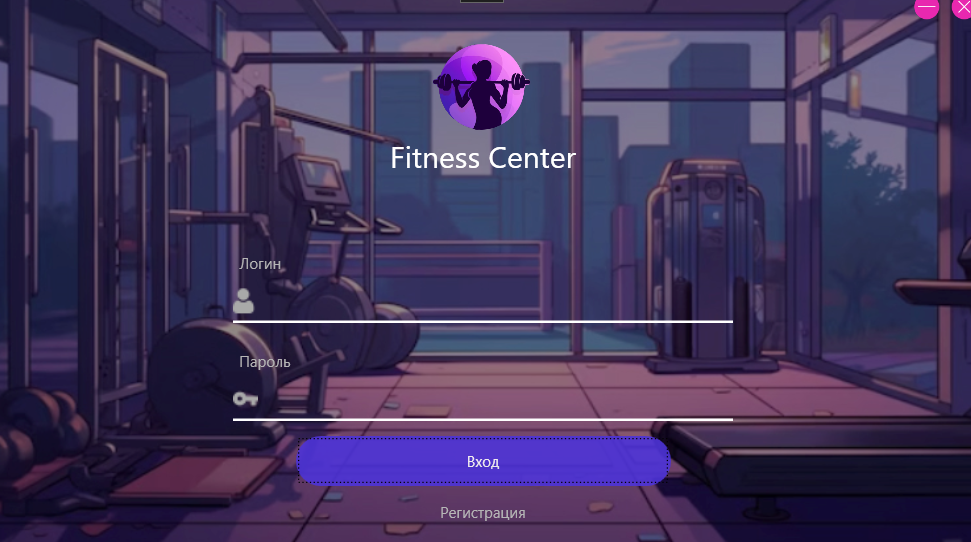 Fitness Center
Логин
Пароль
Вход
Регистрация